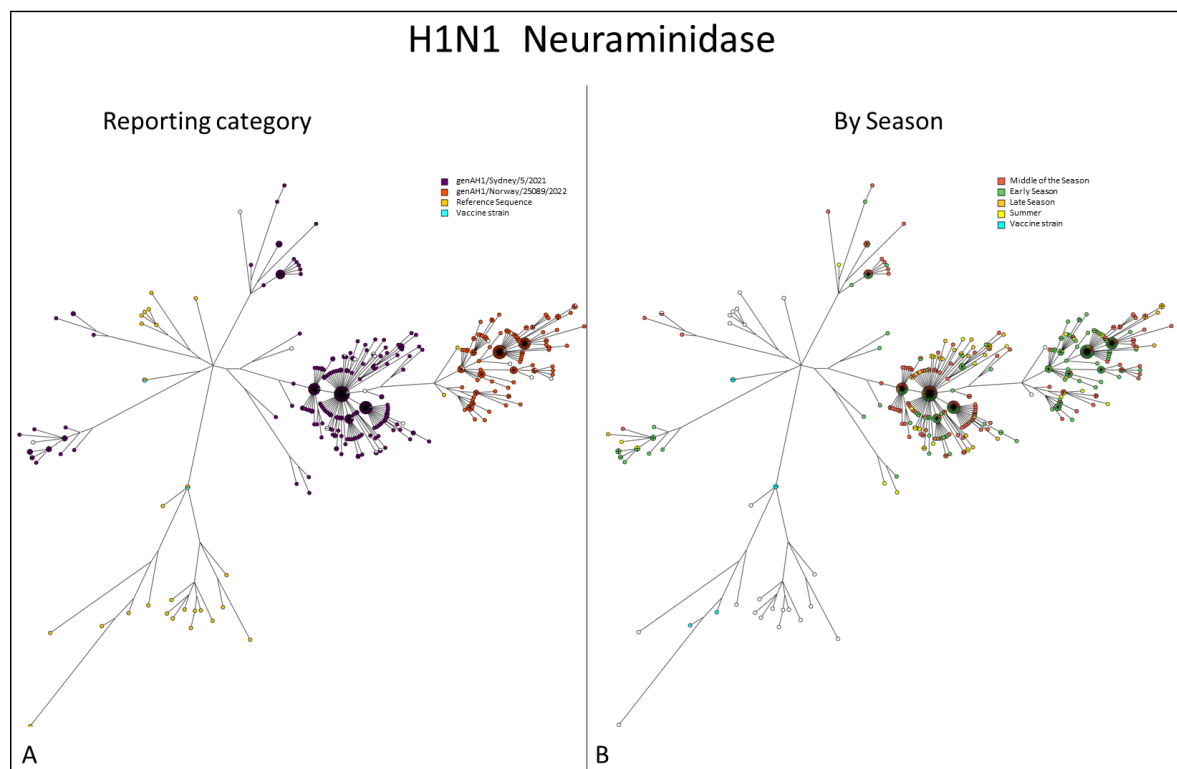 H1N1 Neuraminidase
Reporting category
genAH1/Sydney/5/2021
genAH1/Norway/25089/2022
Reference Sequence
Vaccine strain
A
By Season
Middle of the Season
Early Season
Late Season
Summer
Vaccine strain
B